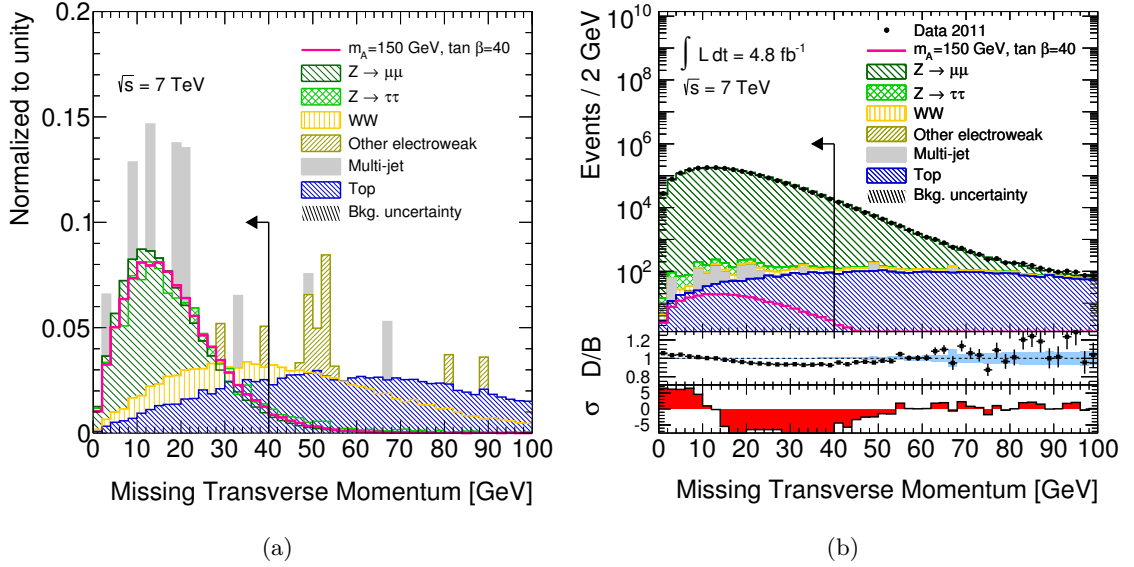 Normalized to unity
0.2
0.15
0.1
0.05
0
√s = 7 TeV
m_A=150 GeV, tan β=40
Z → μμ
Z → ττ
WW
Other electroweak
Multi-jet
Top
Bkg. uncertainty
0 10 20 30 40 50 60 70 80 90 100
Missing Transverse Momentum [GeV]
(a)
Events / 2 GeV
10^10
10^8
10^6
10^4
10^2
∫ L dt = 4.8 fb^-1
√s = 7 TeV
Data 2011
m_A=150 GeV, tan β=40
Z → μμ
Z → ττ
WW
Other electroweak
Multi-jet
Top
Bkg. uncertainty
D/B
1.2
1
0.8
σ
5
0
-5
0 10 20 30 40 50 60 70 80 90 100
Missing Transverse Momentum [GeV]
(b)